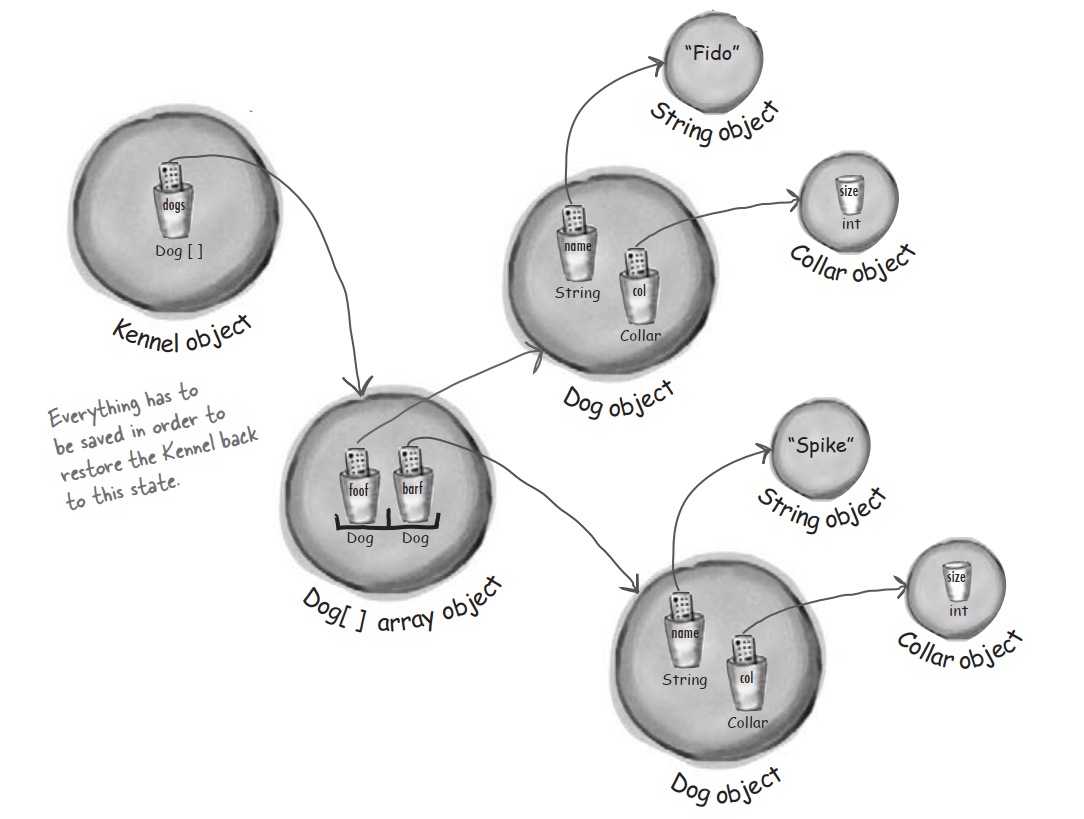 "Fido"
String object
dogs
Dog [ ]
Kennel object
size
int
Collar object
name
String
col
Collar
Dog object
Everything has to
be saved in order to
restore the Kennel back
to this state.
foof
barf
Dog
Dog
Dog[ ] array object
"Spike"
String object
size
int
Collar object
name
String
col
Collar
Dog object